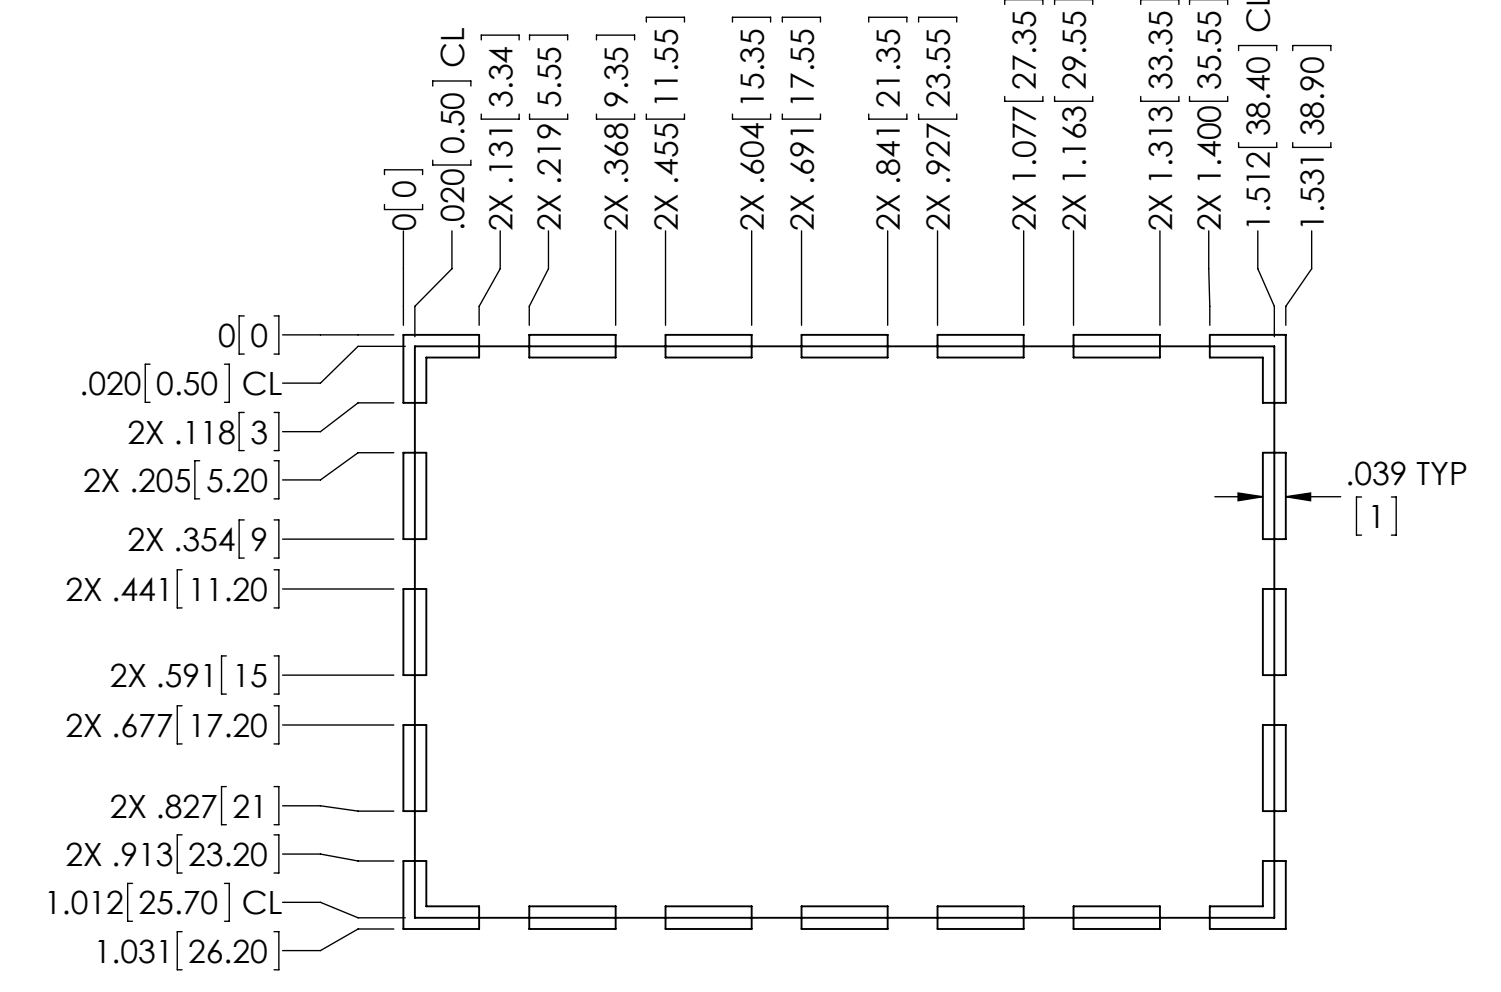 0[0]
.020[0.50] CL
2X .131[3.34]
2X .219[5.55]
2X .368[9.35]
2X .455[11.55]
2X .604[15.35]
2X .691[17.55]
2X .841[21.35]
2X .927[23.55]
2X 1.077[27.35]
2X 1.163[29.55]
2X 1.313[33.35]
2X 1.400[35.55]
1.512[38.40] CL
1.531[38.90]
0[0]
.020[0.50] CL
2X .118[3]
2X .205[5.20]
2X .354[9]
2X .441[11.20]
2X .591[15]
2X .677[17.20]
2X .827[21]
2X .913[23.20]
1.012[25.70] CL
1.031[26.20]
.039 TYP
[1]